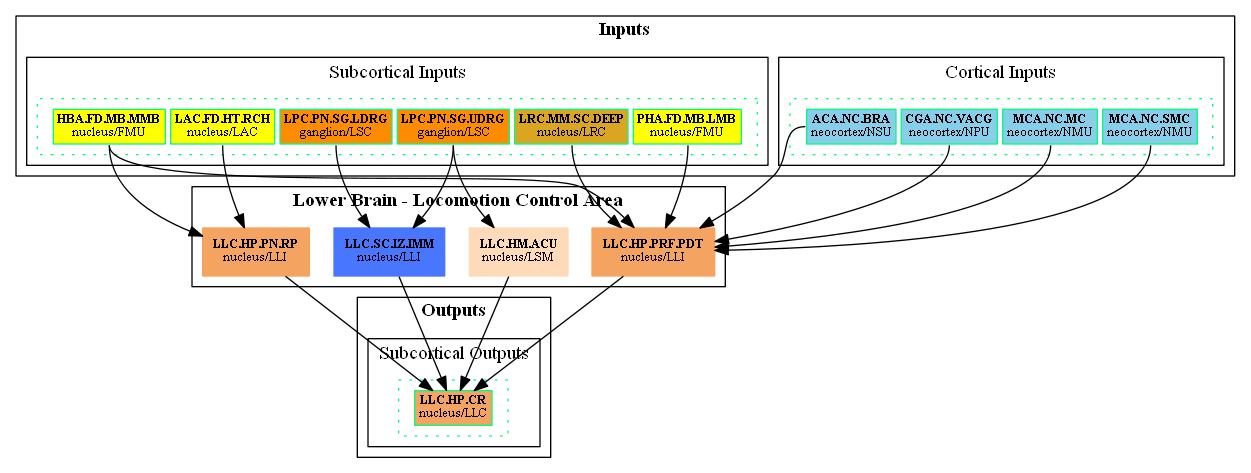 Inputs
Subcortical Inputs
Cortical Inputs
HBA.FD.MB.MMB
nucleus/FMU
LAC.FD.HT.RCH
nucleus/LAC
LPC.PN.SG.LDRG
ganglion/LSC
LPC.PN.SG.UDRG
ganglion/LSC
LRC.MM.SC.DEEP
nucleus/LRC
PHA.FD.MB.LMB
nucleus/FMU
ACA.NC.BRA
neocortex/NSU
CGA.NC.VACG
neocortex/NPU
MCA.NC.MC
neocortex/NMU
MCA.NC.SMC
neocortex/NMU
Lower Brain - Locomotion Control Area
LLC.HP.PN.RP
nucleus/LLI
LLC.SC.IZ.IMM
nucleus/LLI
LLC.HM.ACU
nucleus/LSM
LLC.HP.PRF.PDT
nucleus/LLI
Outputs
Subcortical Outputs
LLC.HP.CR
nucleus/LLC